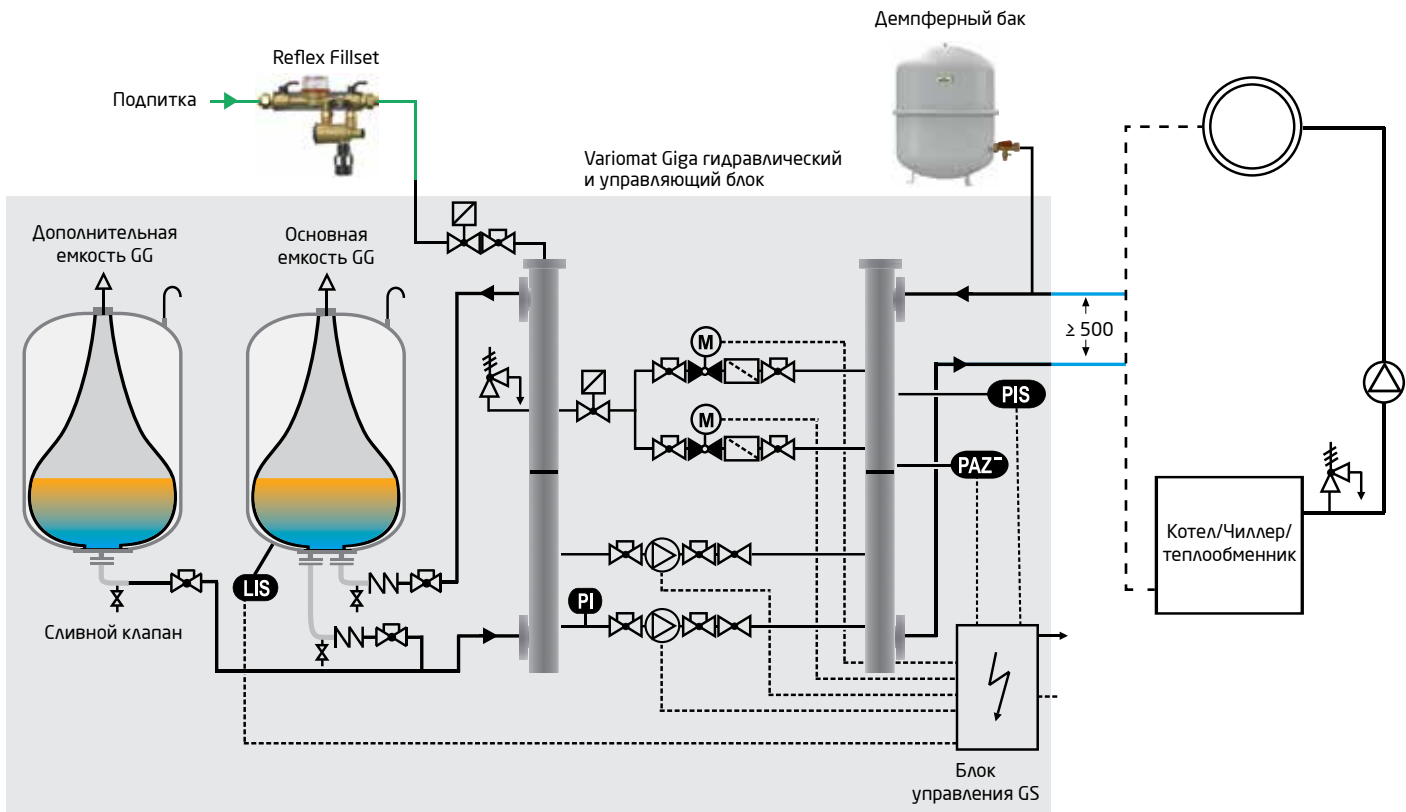 Демпферный бак
Reflex Fillset
Подпитка
Variomat Giga гидравлический
и управляющий блок
Дополнительная
емкость GG
Основная
емкость GG
≥ 500
M
M
PIS
PAZ⁻
LIS
PI
Сливной клапан
Котел/Чиллер/
теплообменник
Блок
управления GS